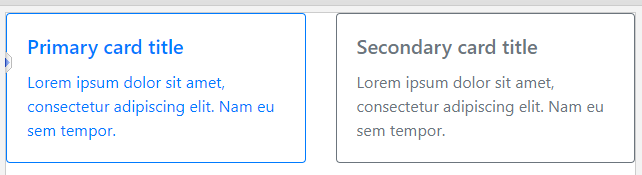 Primary card title
Lorem ipsum dolor sit amet,
consectetur adipiscing elit. Nam eu
sem tempor.
Secondary card title
Lorem ipsum dolor sit amet,
consectetur adipiscing elit. Nam eu
sem tempor.